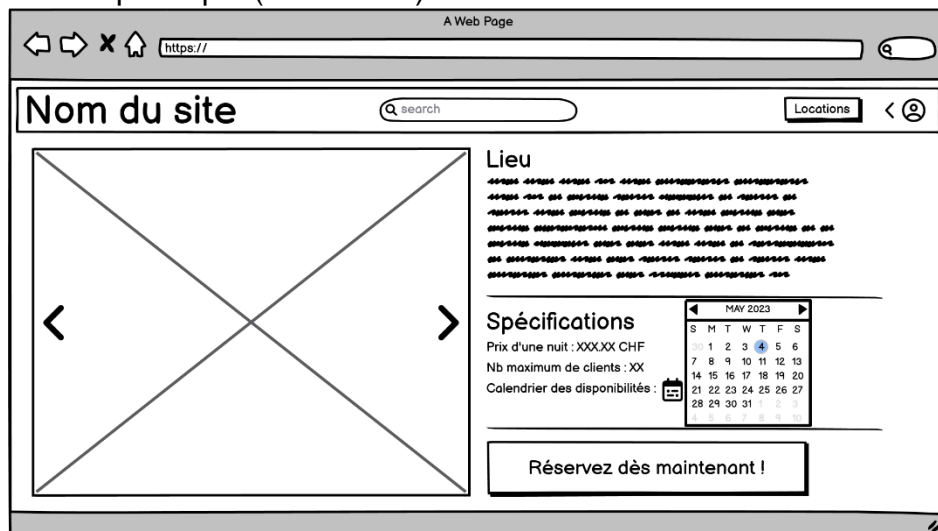 A Web Page
https://
Nom du site
search
Locations
Lieu
Spécifications
Prix d'une nuit : XXX.XX CHF
Nb maximum de clients : XX
Calendrier des disponibilités :
MAY 2023
S M T W T F S
30 1 2 3 4 5 6
7 8 9 10 11 12 13
14 15 16 17 18 19 20
21 22 23 24 25 26 27
28 29 30 31 1 2 3
4 5 6 7 8 9 10
Réservez dès maintenant !